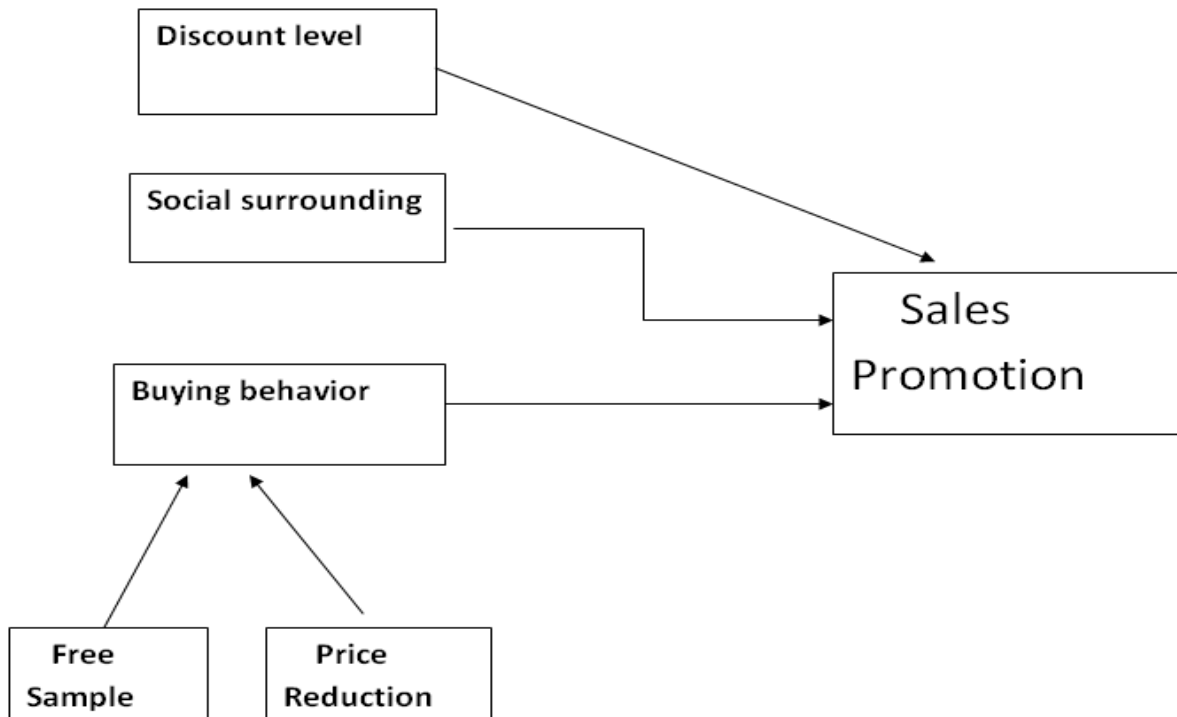 Discount level
Social surrounding
Sales
Promotion
Buying behavior
Free
Sample
Price
Reduction